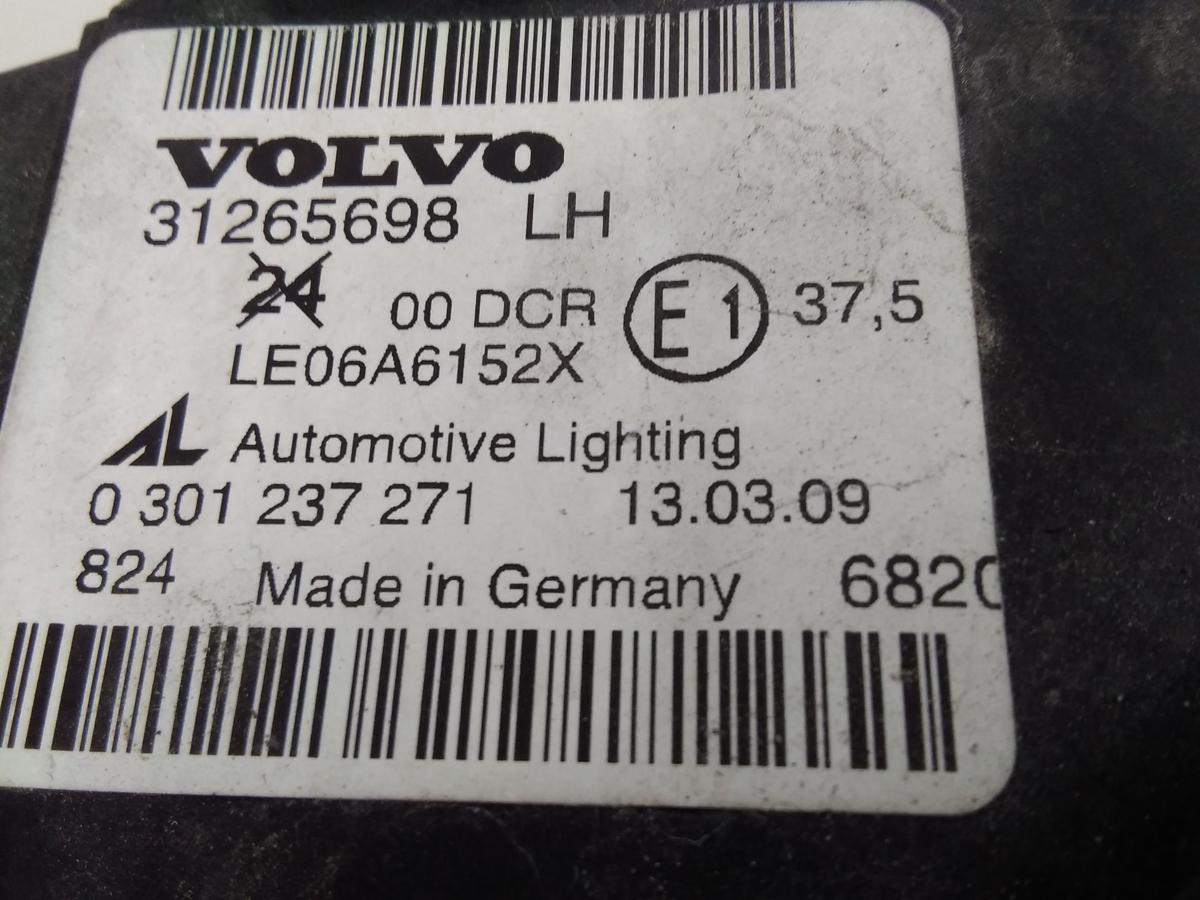 VOLVO
31265698 LH
24 00 DCR E1 37,5
LE06A6152X
AL Automotive Lighting
0 301 237 271 13.03.09
824 Made in Germany 6820